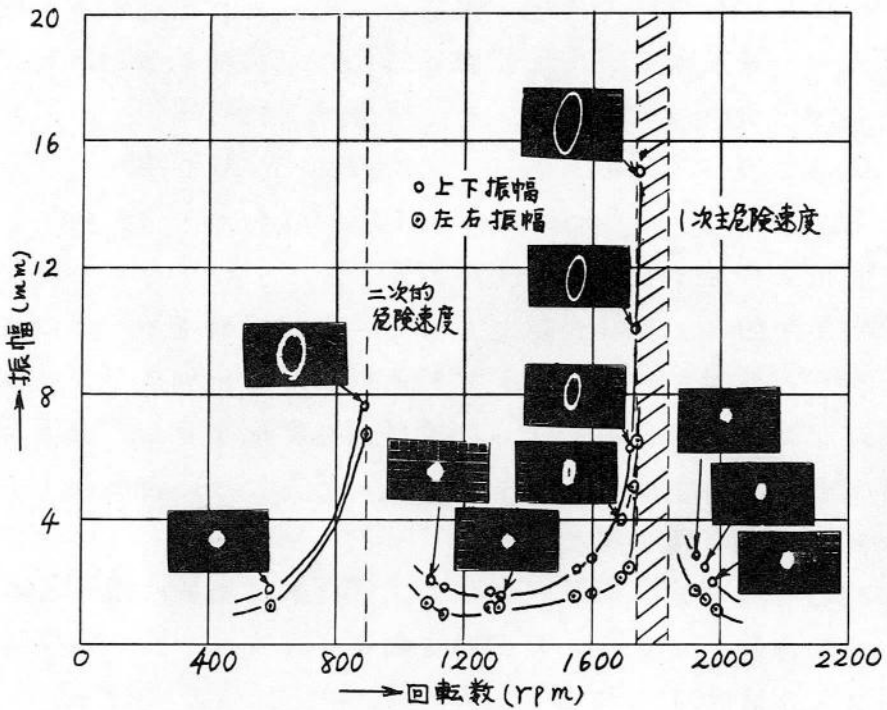 20
16
12
8
4
→振幅(mm)
○上下振幅
⊙左右振幅
1次主危険速度
二次的
危険速度
0
400
800
1200
1600
2000
2200
→回転数(rpm)